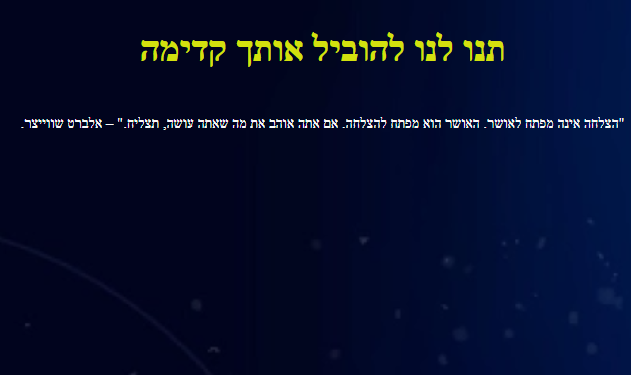 תנו לנו להוביל אותך קדימה
"הצלחה אינה מפתח לאושר. האושר הוא מפתח להצלחה. אם אתה אוהב את מה שאתה עושה, תצליח." – אלברט שווייצר.